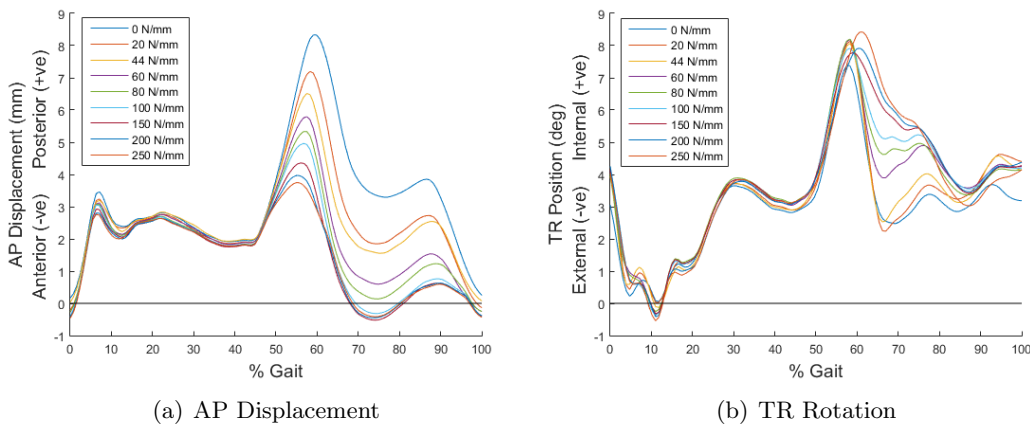 AP Displacement (mm)
Anterior (-ve) Posterior (+ve)
9
8
7
6
5
4
3
2
1
0
-1
0 N/mm
20 N/mm
44 N/mm
60 N/mm
80 N/mm
100 N/mm
150 N/mm
200 N/mm
250 N/mm
0 10 20 30 40 50 60 70 80 90 100
% Gait
(a) AP Displacement
TR Position (deg)
External (-ve) Internal (+ve)
9
8
7
6
5
4
3
2
1
0
-1
0 N/mm
20 N/mm
44 N/mm
60 N/mm
80 N/mm
100 N/mm
150 N/mm
200 N/mm
250 N/mm
0 10 20 30 40 50 60 70 80 90 100
% Gait
(b) TR Rotation